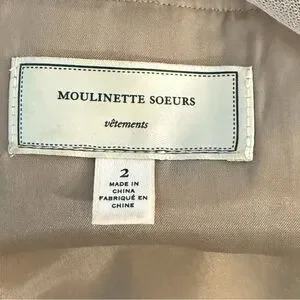 MOULINETTE SOEURS
vêtements
2
MADE IN
CHINA
FABRIQUÉ EN
CHINE